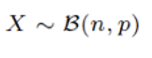 X ∼ ℬ(n, p)